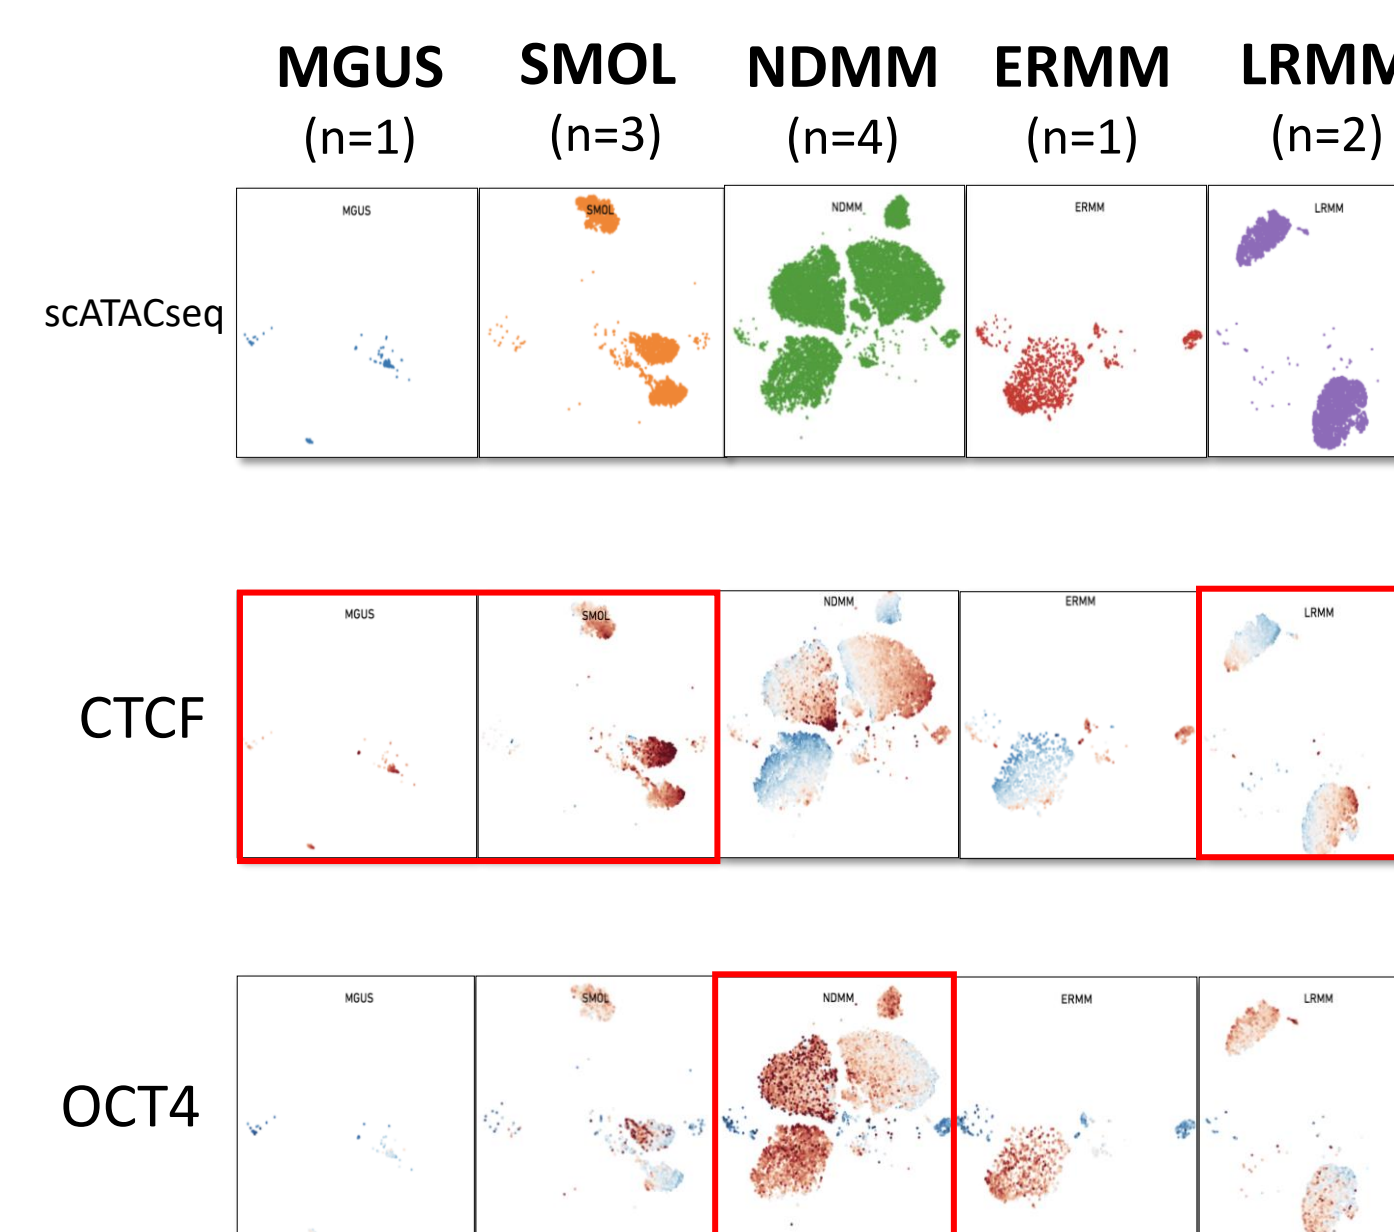 MGUS SMOL NDMM ERMM LRMM
(n=1) (n=3) (n=4) (n=1) (n=2)
scATACseq
MGUS SMOL NDMM ERMM LRMM
CTCF
MGUS SMOL NDMM ERMM LRMM
OCT4
MGUS SMOL NDMM ERMM LRMM